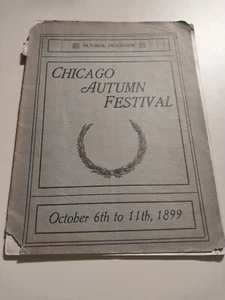 PICTORIAL PROGRAMME
CHICAGO
AUTUMN
FESTIVAL
October 6th to 11th, 1899